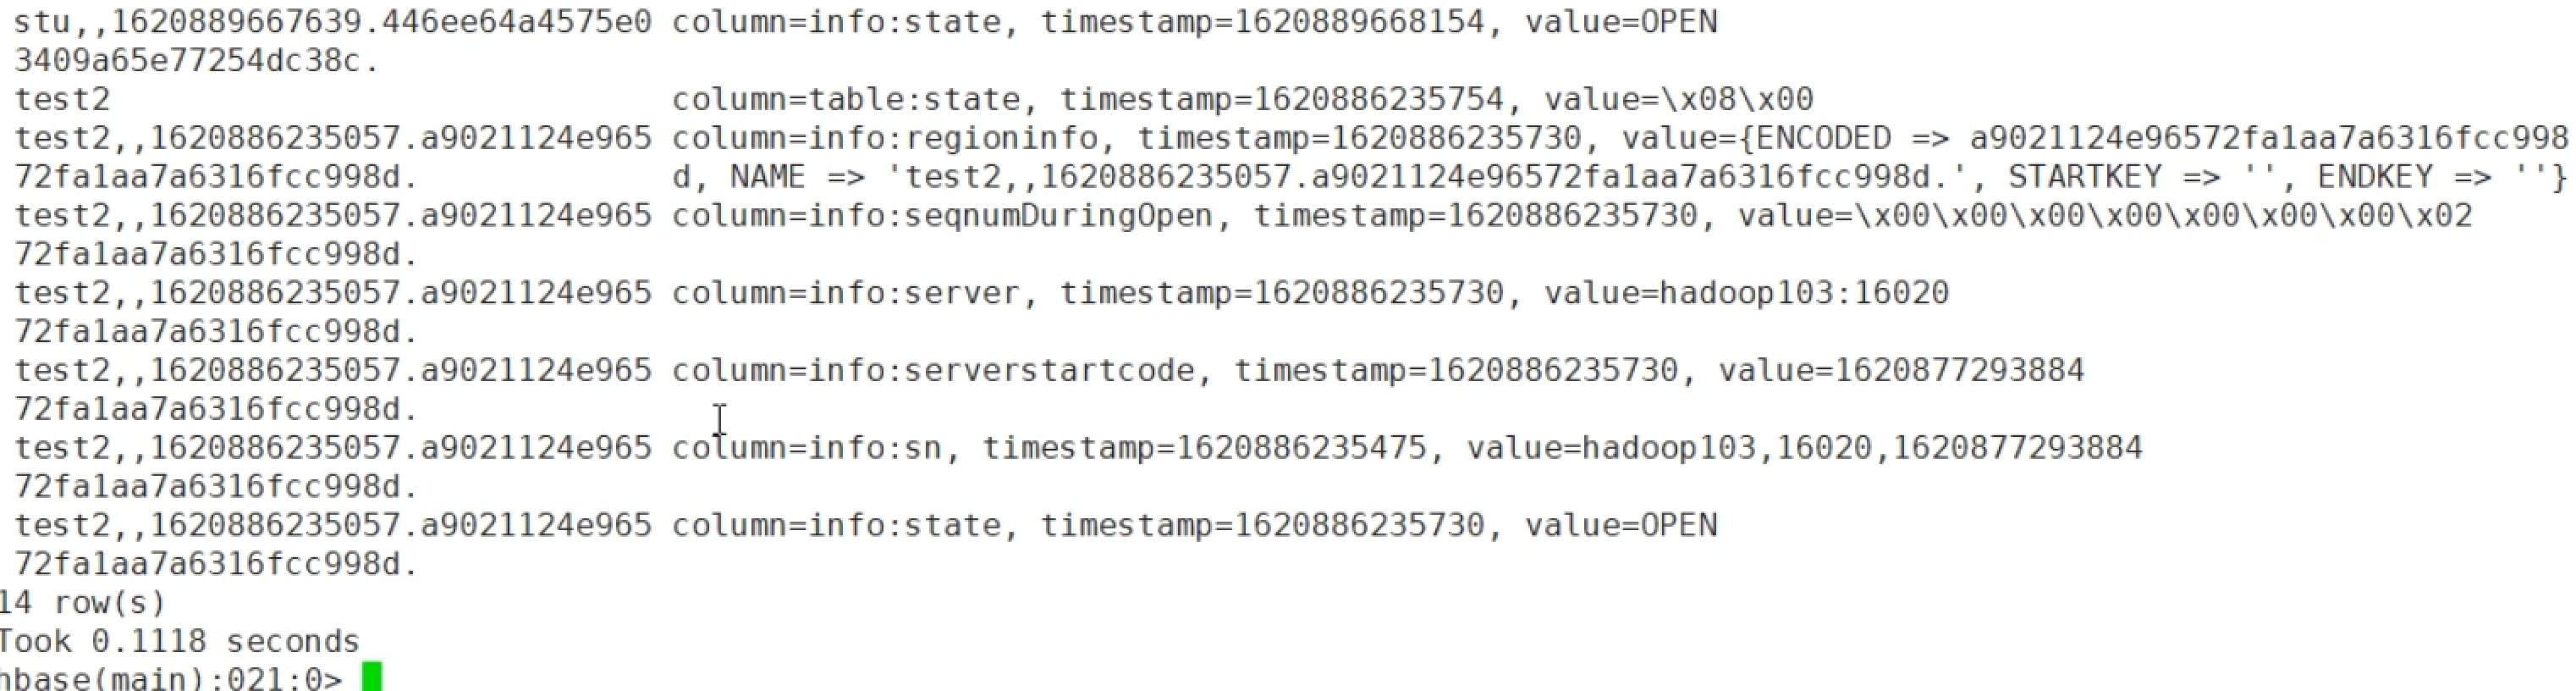 stu,,1620889667639.446ee64a4575e0 column=info:state, timestamp=1620889668154, value=OPEN
3409a65e77254dc38c.
test2 column=table:state, timestamp=1620886235754, value=\x08\x00
test2,,1620886235057.a9021124e965 column=info:regioninfo, timestamp=1620886235730, value={ENCODED => a9021124e96572fa1aa7a6316fcc998
72fa1aa7a6316fcc998d. d, NAME => 'test2,,1620886235057.a9021124e96572fa1aa7a6316fcc998d.', STARTKEY => '', ENDKEY => ''}
test2,,1620886235057.a9021124e965 column=info:seqnumDuringOpen, timestamp=1620886235730, value=\x00\x00\x00\x00\x00\x00\x00\x02
72fa1aa7a6316fcc998d.
test2,,1620886235057.a9021124e965 column=info:server, timestamp=1620886235730, value=hadoop103:16020
72fa1aa7a6316fcc998d.
test2,,1620886235057.a9021124e965 column=info:serverstartcode, timestamp=1620886235730, value=1620877293884
72fa1aa7a6316fcc998d.
test2,,1620886235057.a9021124e965 column=info:sn, timestamp=1620886235475, value=hadoop103,16020,1620877293884
72fa1aa7a6316fcc998d.
test2,,1620886235057.a9021124e965 column=info:state, timestamp=1620886235730, value=OPEN
72fa1aa7a6316fcc998d.
14 row(s)
Took 0.1118 seconds
hbase(main):021:0>